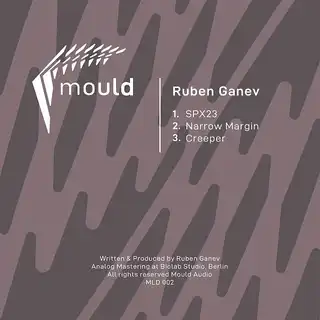 mould
Ruben Ganev
1. SPX23
2. Narrow Margin
3. Creeper
Written & Produced by Ruben Ganev
Analog Mastering at Biolab Studio, Berlin
All rights reserved Mould Audio
MLD 002